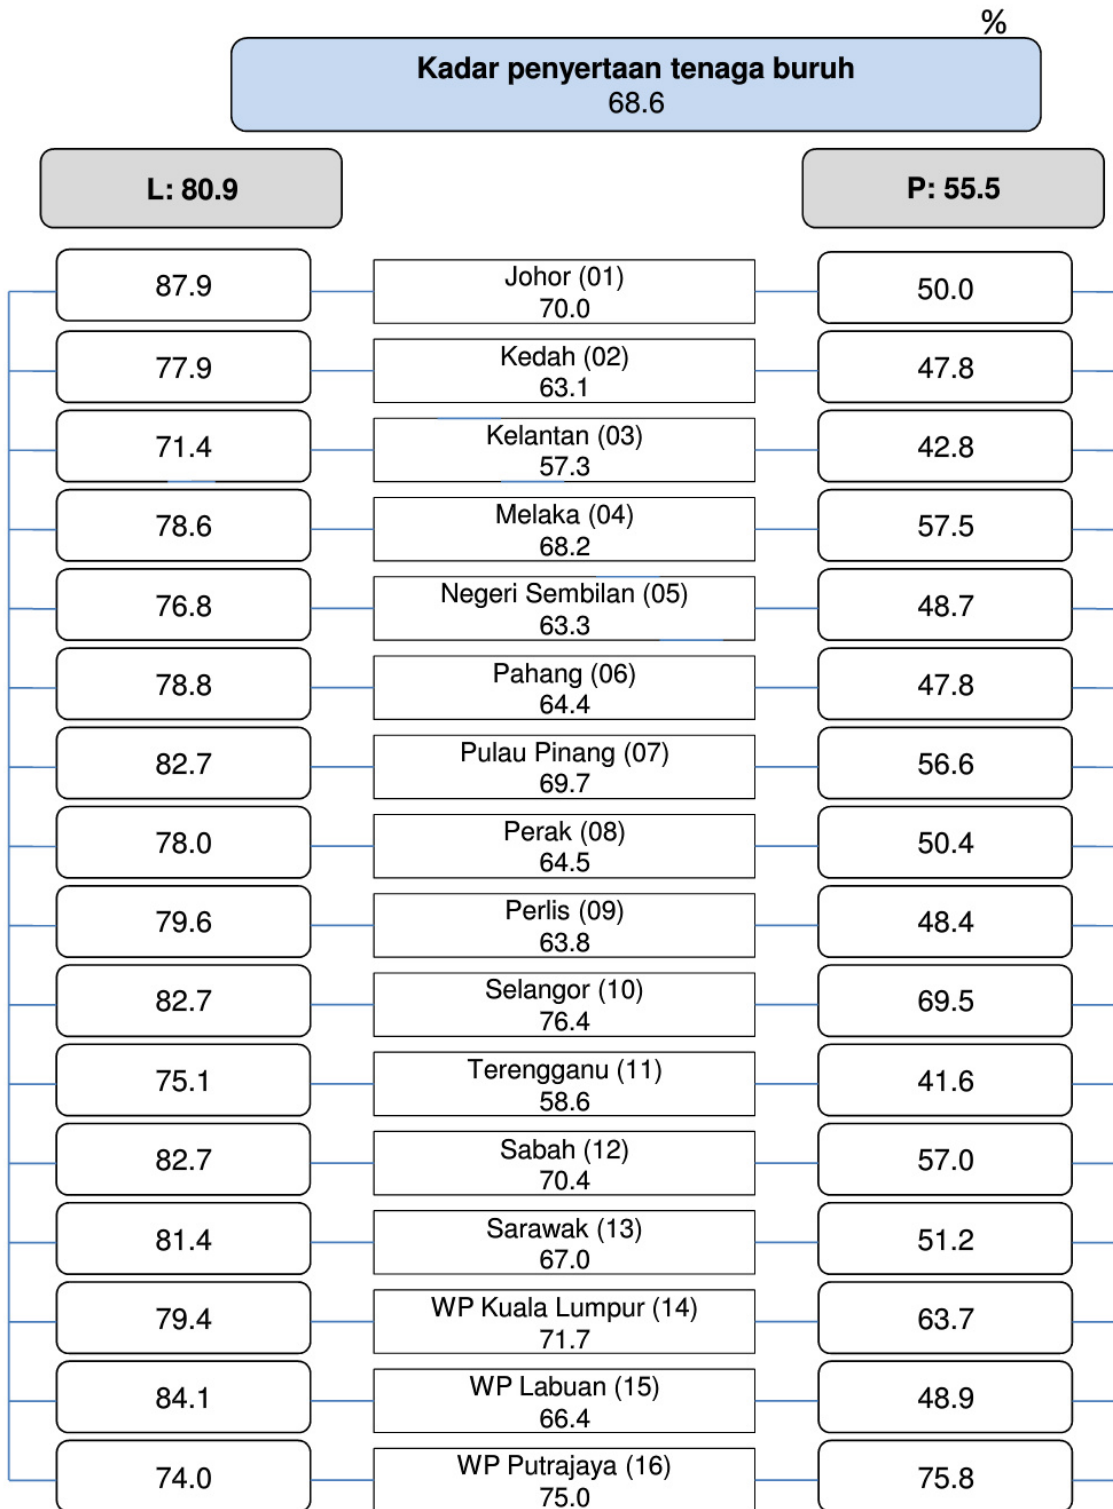 %
Kadar penyertaan tenaga buruh
68.6
L: 80.9
P: 55.5
87.9
Johor (01)
70.0
50.0
77.9
Kedah (02)
63.1
47.8
71.4
Kelantan (03)
57.3
42.8
78.6
Melaka (04)
68.2
57.5
76.8
Negeri Sembilan (05)
63.3
48.7
78.8
Pahang (06)
64.4
47.8
82.7
Pulau Pinang (07)
69.7
56.6
78.0
Perak (08)
64.5
50.4
79.6
Perlis (09)
63.8
48.4
82.7
Selangor (10)
76.4
69.5
75.1
Terengganu (11)
58.6
41.6
82.7
Sabah (12)
70.4
57.0
81.4
Sarawak (13)
67.0
51.2
79.4
WP Kuala Lumpur (14)
71.7
63.7
84.1
WP Labuan (15)
66.4
48.9
74.0
WP Putrajaya (16)
75.0
75.8